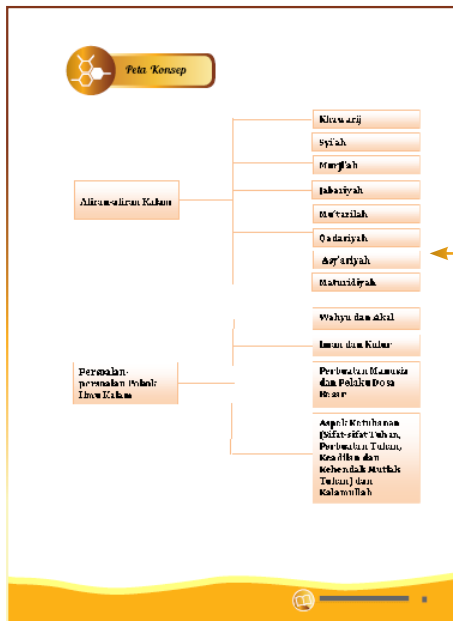 Peta Konsep
Khawarij
Syi'ah
Murji'ah
Jabariyah
Aliran-aliran Kalam
Mu'tazilah
Qadariyah
Asy'ariyah
Maturidiyah
Wahyu dan Akal
Iman dan Kufur
Persoalan-
persoalan Pokok
Ilmu Kalam
Perbuatan Manusia
dan Pelaku Dosa
Besar
Aspek Ketuhanan
(Sifat-sifat Tuhan,
Perbuatan Tuhan,
Keadilan dan
Kehendak Mutlak
Tuhan) dan
Kalamullah